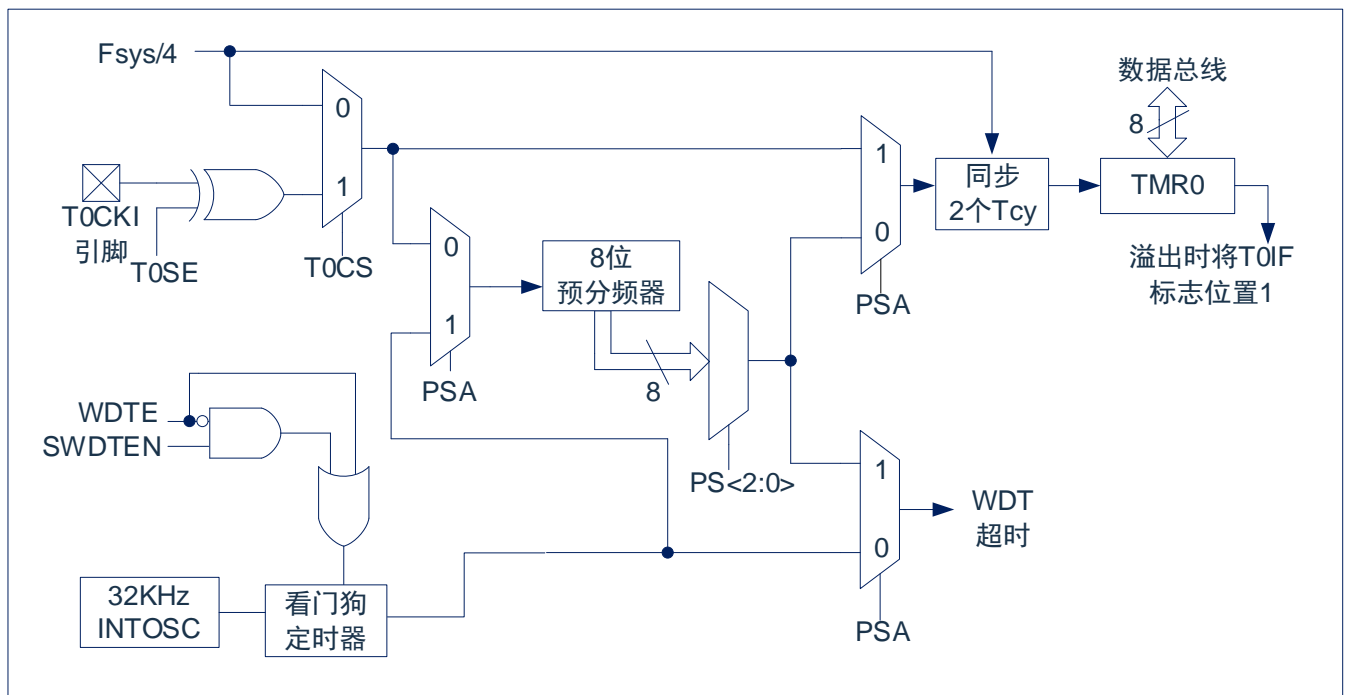 Fsys/4
数据总线
0
8
1
1
同步
2个Tcy
TMR0
T0CKI
引脚
T0SE
T0CS
0
8位
预分频器
0
溢出时将T0IF
标志位置1
1
PSA
PSA
8
WDTE
SWDTEN
PS<2:0>
1
WDT
超时
0
32KHz
INTOSC
看门狗
定时器
PSA